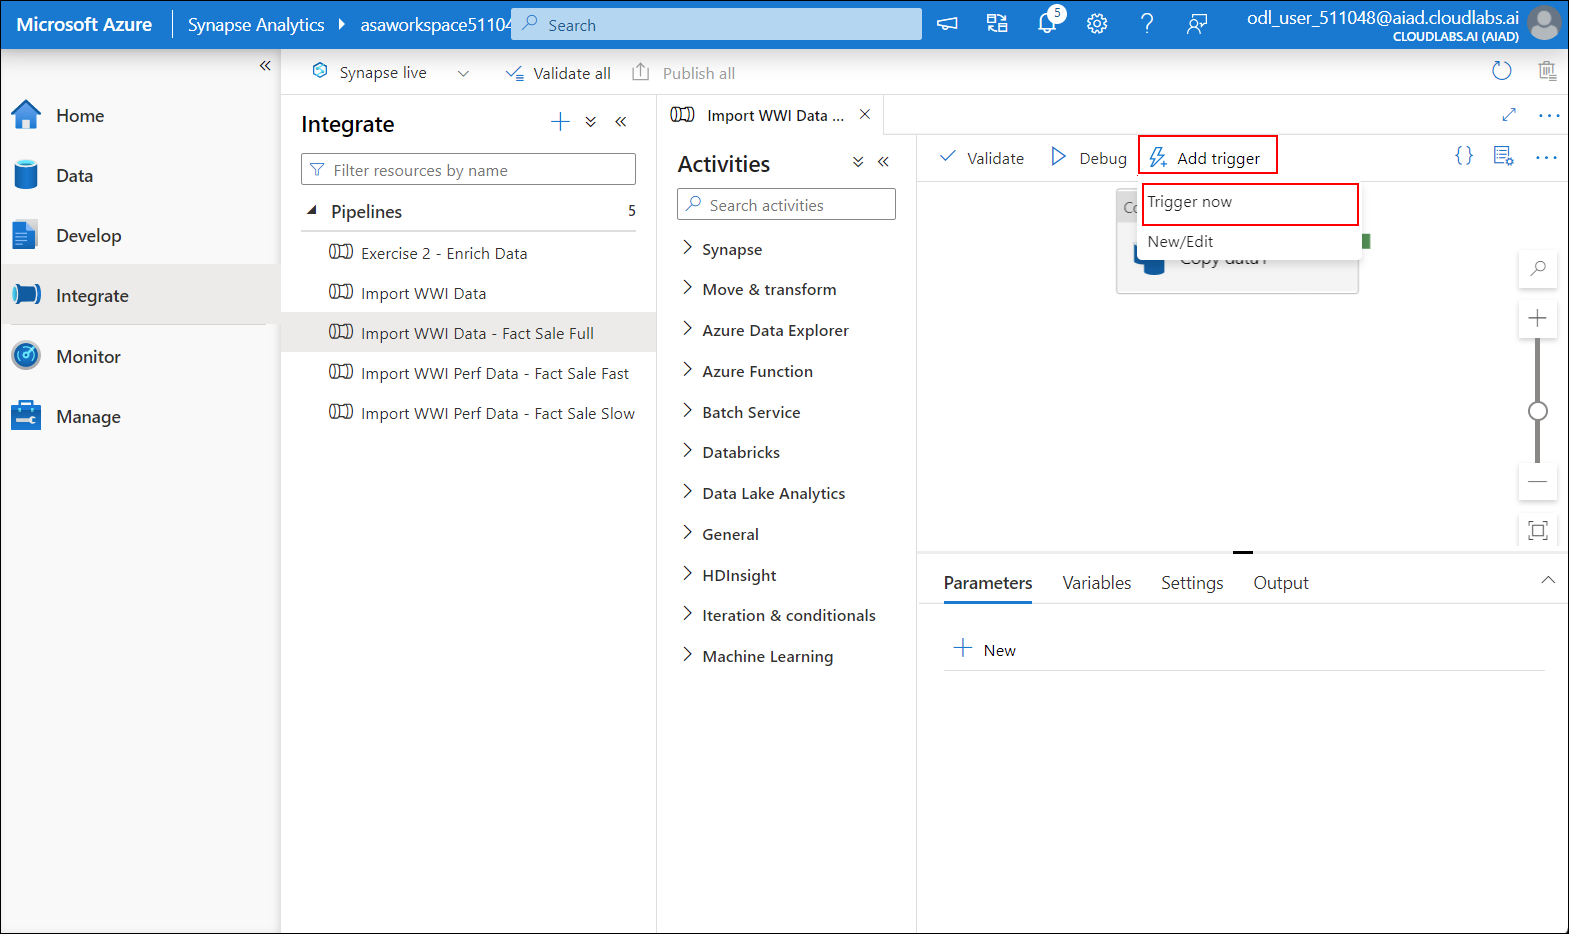 Microsoft Azure
Synapse Analytics
asaworkspace51104
Search
5
odl_user_511048@aiad.cloudlabs.ai
CLOUDLABS.AI (AIAD)
Home
Data
Develop
Integrate
Monitor
Manage
Synapse live
Validate all
Publish all
Integrate
Filter resources by name
Pipelines
5
Exercise 2 - Enrich Data
Import WWI Data
Import WWI Data - Fact Sale Full
Import WWI Perf Data - Fact Sale Fast
Import WWI Perf Data - Fact Sale Slow
Import WWI Data ...
Activities
Search activities
Synapse
Move & transform
Azure Data Explorer
Azure Function
Batch Service
Databricks
Data Lake Analytics
General
HDInsight
Iteration & conditionals
Machine Learning
Validate
Debug
Add trigger
{}
Trigger now
New/Edit
Copy data1
Parameters
Variables
Settings
Output
New